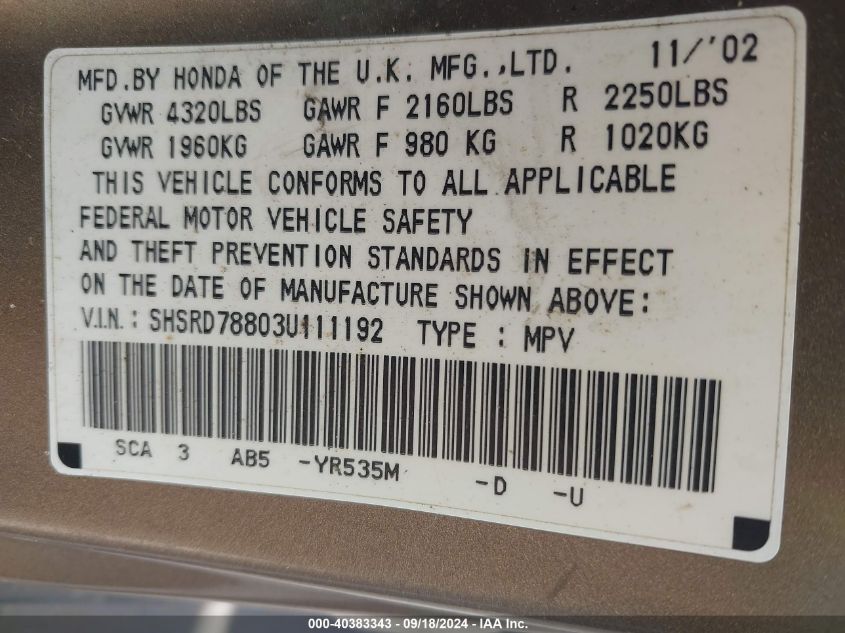 MFD.BY HONDA OF THE U.K. MFG.,LTD. 11/'02
GVWR 4320LBS GAWR F 2160LBS R 2250LBS
GVWR 1960KG GAWR F 980 KG R 1020KG
THIS VEHICLE CONFORMS TO ALL APPLICABLE
FEDERAL MOTOR VEHICLE SAFETY
AND THEFT PREVENTION STANDARDS IN EFFECT
ON THE DATE OF MANUFACTURE SHOWN ABOVE:
V.I.N.: SHSRD78803U111192 TYPE : MPV
SCA 3 AB5 -YR535M -D -U
000 - 40383343 - 09/18/2024 - IAAI.com